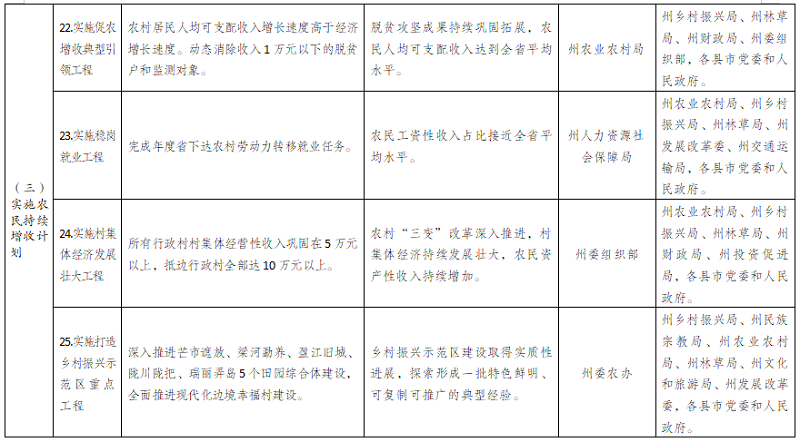 （三）
实施农
民持续
增收计
划
22.实施促农
增收典型引
领工程
农村居民人均可支配收入增长速度高于经济
增长速度。动态消除收入1万元以下的脱贫
户和监测对象。
脱贫攻坚成果持续巩固拓展，农
民人均可支配收入达到全省平均
水平。
州农业农村局
州乡村振兴局、州林草
局、州财政局、州委组
织部，各县市党委和人
民政府。
23.实施稳岗
就业工程
完成年度省下达农村劳动力转移就业任务。
农民工资性收入占比接近全省平
均水平。
州人力资源社
会保障局
州农业农村局、州乡村
振兴局、州林草局、州
发展改革委、州交通运
输局，各县市党委和人
民政府。
24.实施村集
体经济发展
壮大工程
所有行政村村集体经营性收入巩固在5万元
以上，抵边行政村全部达10万元以上。
农村“三变”改革深入推进，村
集体经济持续发展壮大，农民资
产性收入持续增加。
州委组织部
州农业农村局、州乡村
振兴局、州林草局、州
财政局、州投资促进
局，各县市党委和人民
政府。
25.实施打造
乡村振兴示
范区重点
工程
深入推进芒市遮放、梁河勐养、盈江旧城、
陇川陇把、瑞丽弄岛5个田园综合体建设，
全面推进现代化边境幸福村建设。
乡村振兴示范区建设取得实质性
进展，探索形成一批特色鲜明、
可复制可推广的典型经验。
州委农办
州乡村振兴局、州民族
宗教局、州农业农村
局、州林草局、州文化
和旅游局、州发展改革
委，各县市党委和人民
政府。